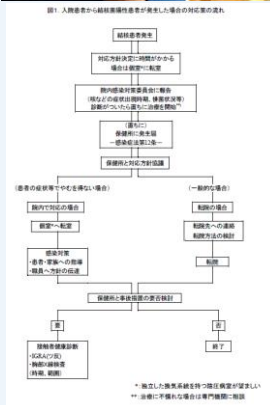 図1 入院患者から結核菌陽性患者が発生した場合の対応策の流れ
結核患者発生
対応方針決定に時間がかかる
場合は個室*に転室
院内感染対策委員会に報告
(咳などの症状出現時期、排菌状況等)
診断がついたら直ちに治療を開始**)
(直ちに)
保健所に発生届
―感染症法第12条―
保健所と対応方針協議
(患者の症状等でやむを得ない場合)
(一般的な場合)
院内で対応の場合
転院の場合
個室*へ転室
転院先への連絡
転院方法の検討
感染対策
・患者・家族への指導
・職員へ方針の伝達
転院
保健所と事後措置の要否検討
要
否
接触者健康診断
・IGRA(ツ反)
・胸部X線検査
(時期、範囲)
終了
*:独立した換気系統を持つ陰圧病室が望ましい
**:治療に不慣れな場合は専門機関に相談